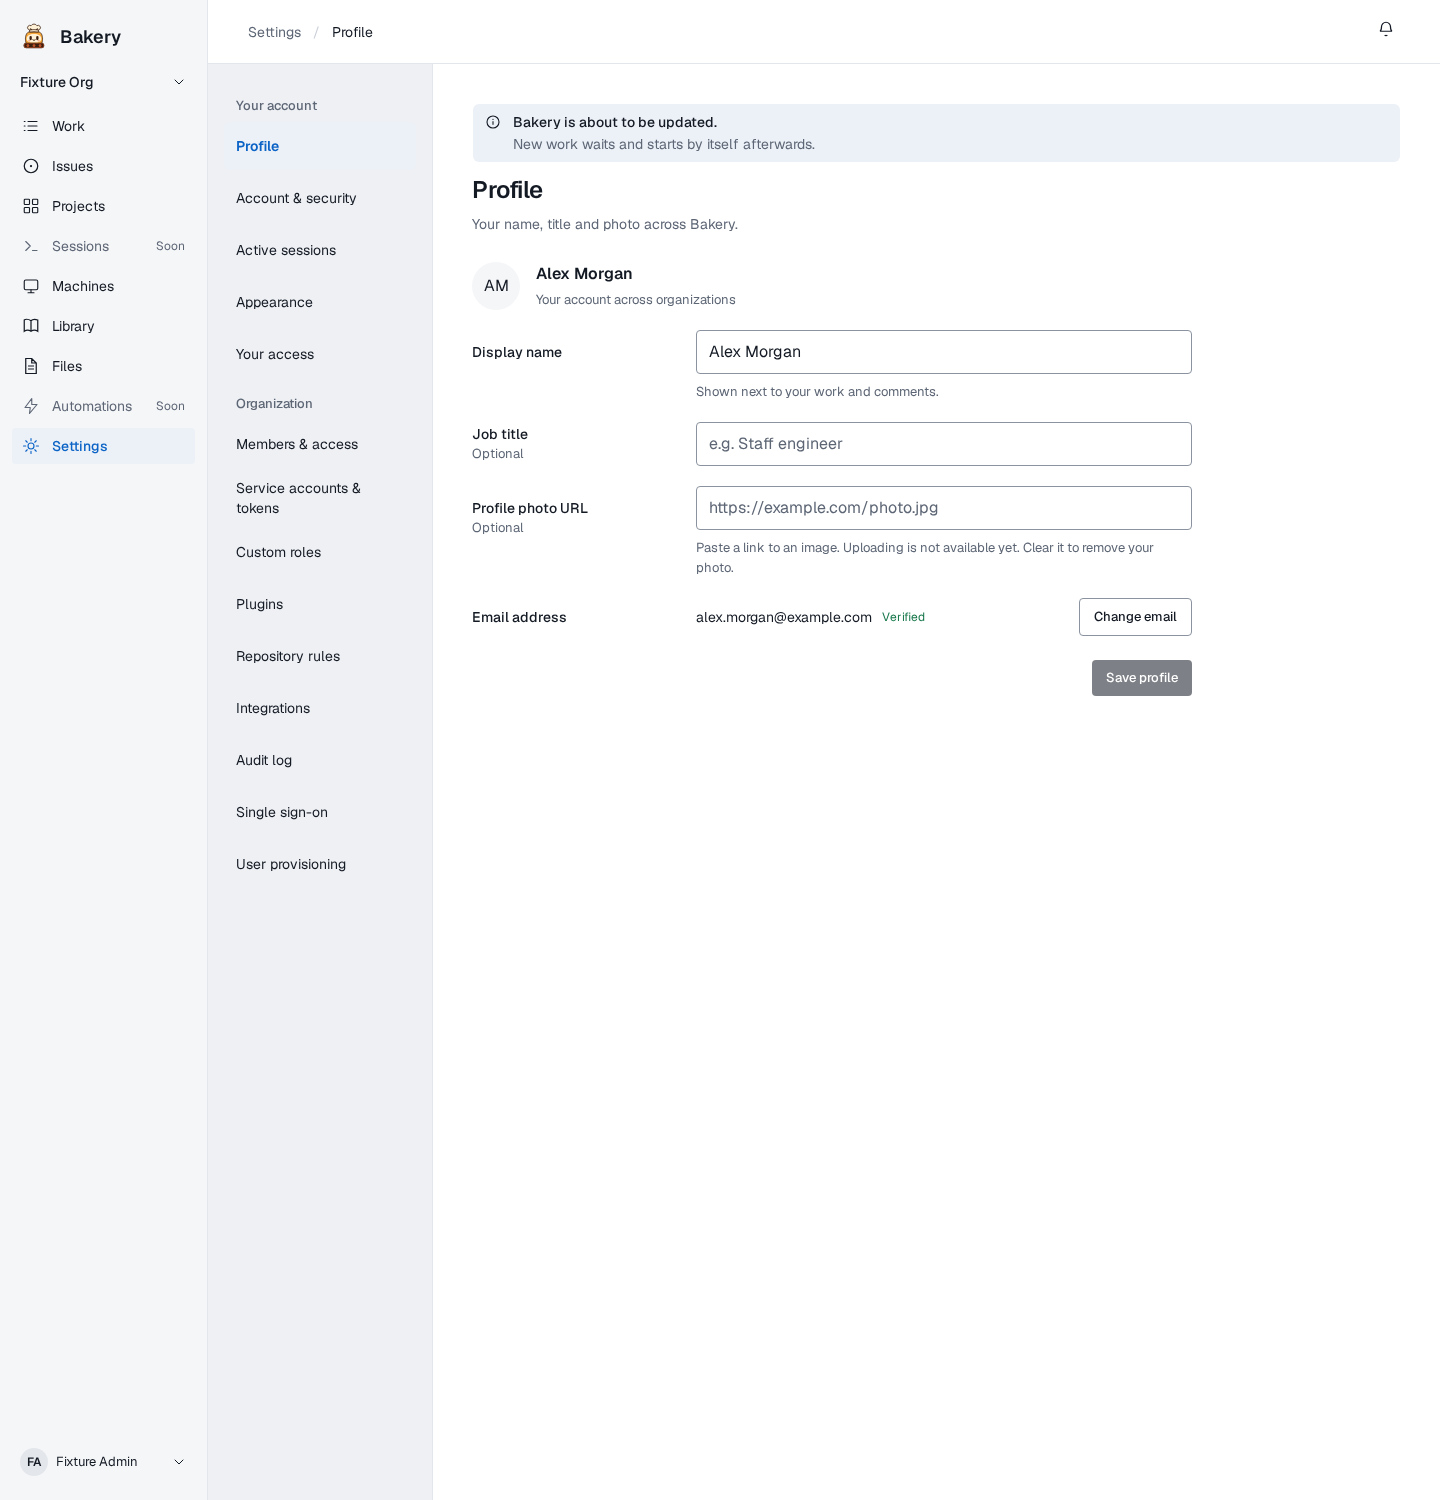 Bakery
Fixture Org
Work
Issues
Projects
Sessions Soon
Machines
Library
Files
Automations Soon
Settings
FA Fixture Admin
Settings / Profile
Your account
Profile
Account & security
Active sessions
Appearance
Your access
Organization
Members & access
Service accounts &
tokens
Custom roles
Plugins
Repository rules
Integrations
Audit log
Single sign-on
User provisioning
Bakery is about to be updated.
New work waits and starts by itself afterwards.
Profile
Your name, title and photo across Bakery.
AM
Alex Morgan
Your account across organizations
Display name
Alex Morgan
Shown next to your work and comments.
Job title
Optional
e.g. Staff engineer
Profile photo URL
Optional
https://example.com/photo.jpg
Paste a link to an image. Uploading is not available yet. Clear it to remove your
photo.
Email address
alex.morgan@example.com Verified
Change email
Save profile